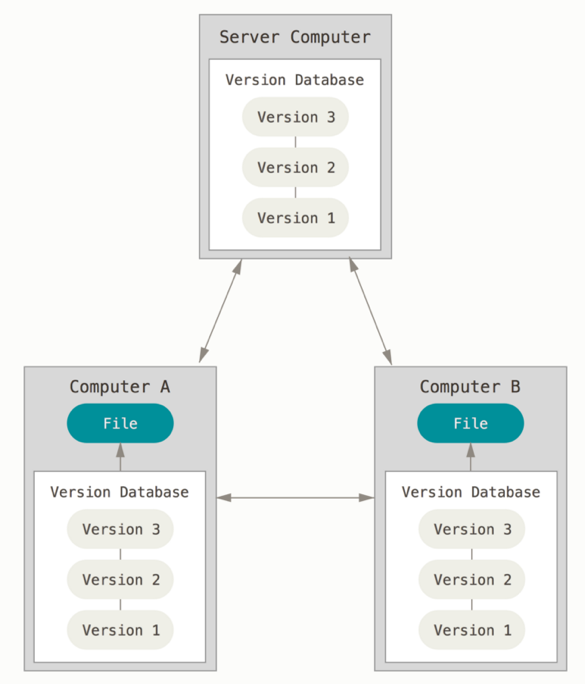 Server Computer
Version Database
Version 3
Version 2
Version 1
Computer A
File
Version Database
Version 3
Version 2
Version 1
Computer B
File
Version Database
Version 3
Version 2
Version 1